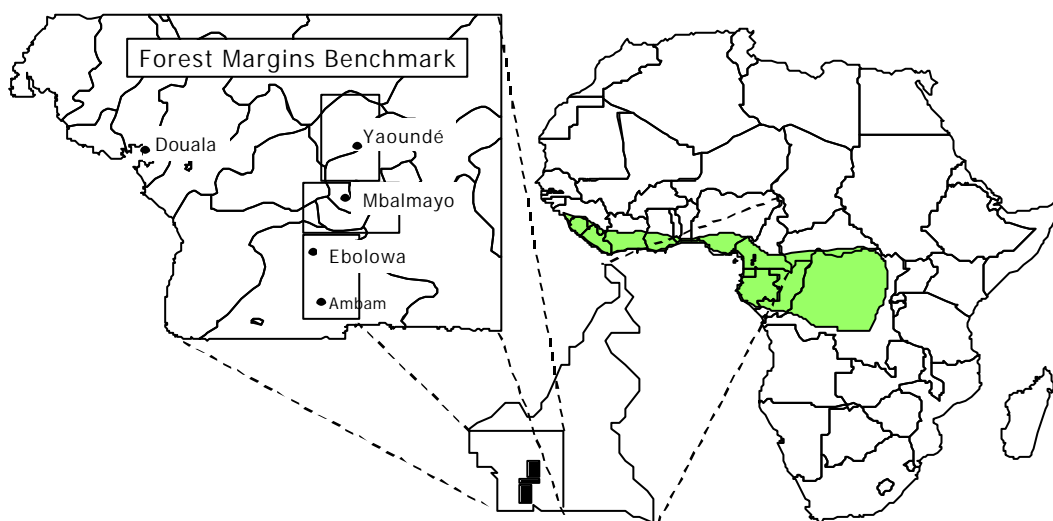 Forest Margins Benchmark
Douala
Yaoundé
Mbalmayo
Ebolowa
Ambam